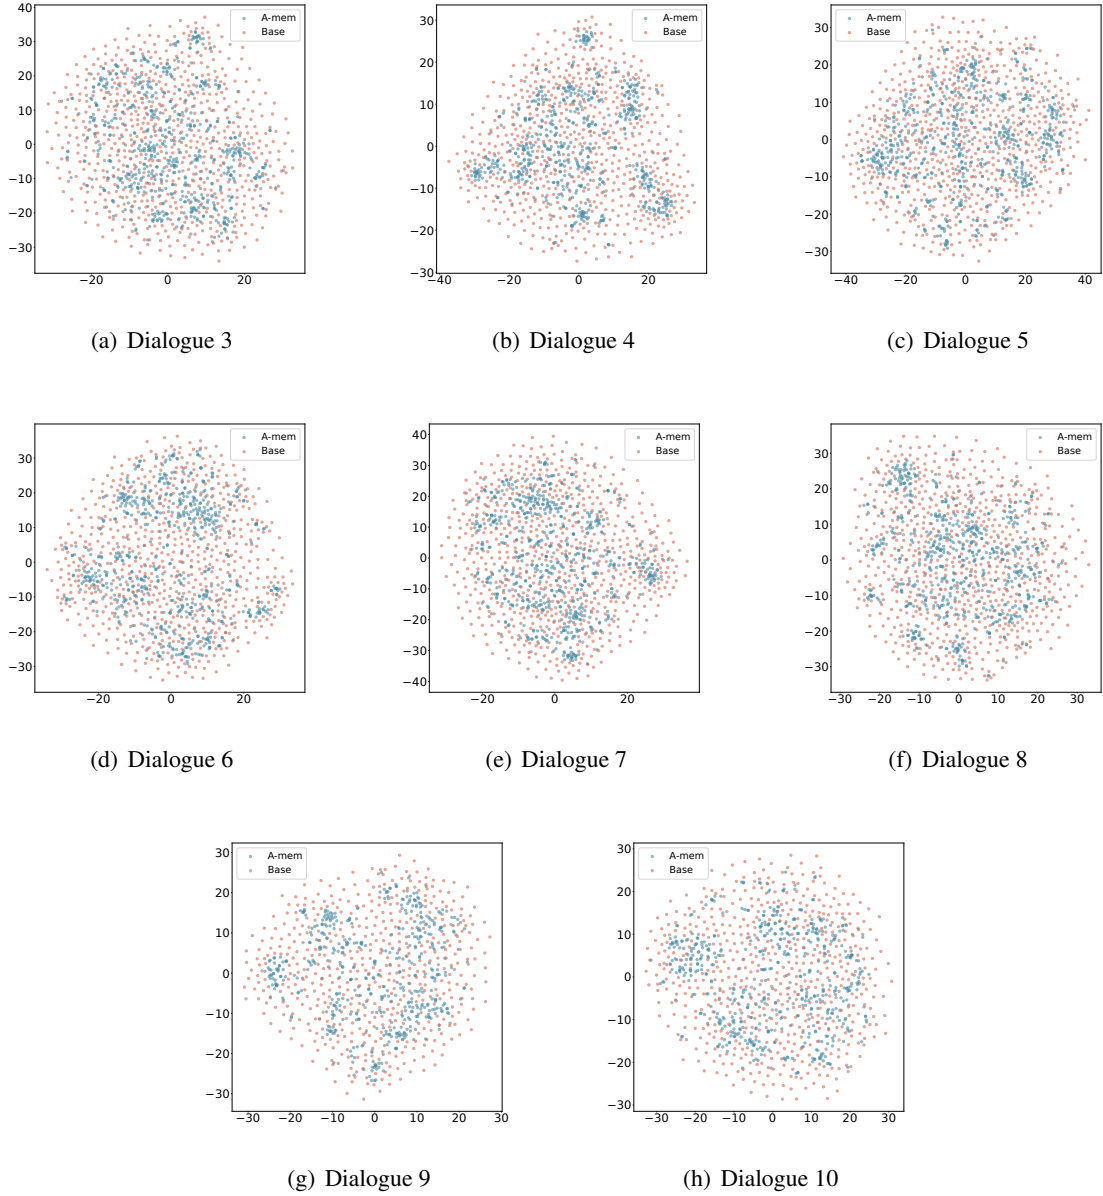 A-mem
Base
40
30
20
10
0
−10
−20
−30
−20 0 20
(a) Dialogue 3
A-mem
Base
30
20
10
0
−10
−20
−30
−40 −20 0 20
(b) Dialogue 4
A-mem
Base
30
20
10
0
−10
−20
−30
−40 −20 0 20 40
(c) Dialogue 5
A-mem
Base
30
20
10
0
−10
−20
−30
−20 0 20
(d) Dialogue 6
A-mem
Base
40
30
20
10
0
−10
−20
−30
−40
−20 0 20
(e) Dialogue 7
A-mem
Base
30
20
10
0
−10
−20
−30
−30 −20 −10 0 10 20 30
(f) Dialogue 8
A-mem
Base
30
20
10
0
−10
−20
−30
−30 −20 −10 0 10 20 30
(g) Dialogue 9
A-mem
Base
30
20
10
0
−10
−20
−30
−30 −20 −10 0 10 20 30
(h) Dialogue 10